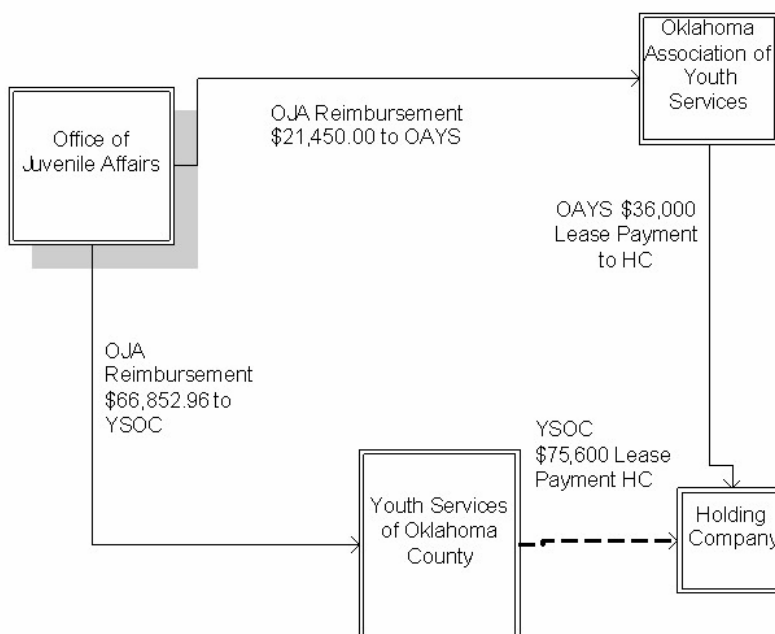 Oklahoma
Association of
Youth
Services
Office of
Juvenile Affairs
OJA Reimbursement
$21,450.00 to OAYS
OAYS $36,000
Lease Payment
to HC
OJA
Reimbursement
$66,852.96 to
YSOC
YSOC
$75,600 Lease
Payment HC
Youth Services
of Oklahoma
County
Holding
Company